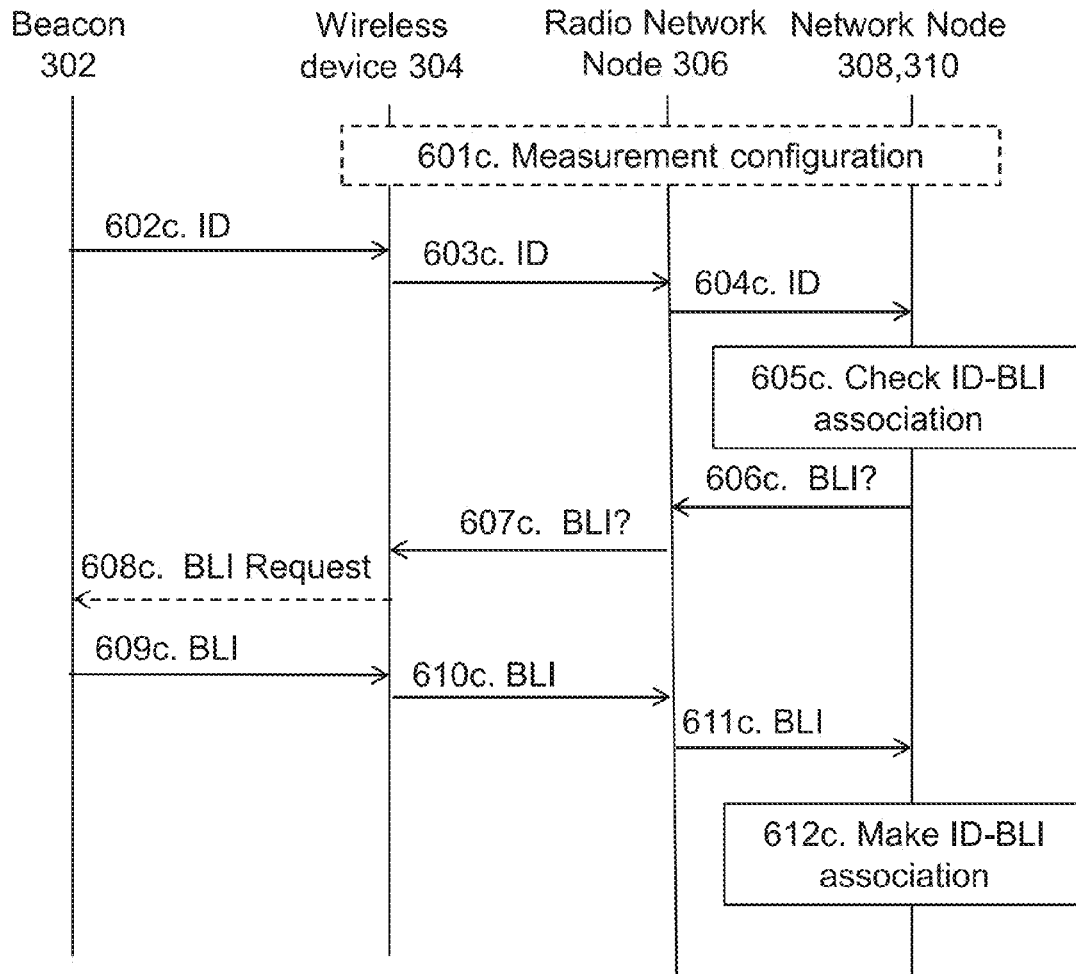 Beacon
302
Wireless
device 304
Radio Network
Node 306
Network Node
308,310
601c. Measurement configuration
602c. ID
603c. ID
604c. ID
605c. Check ID-BLI
association
606c. BLI?
607c. BLI?
608c. BLI Request
609c. BLI
610c. BLI
611c. BLI
612c. Make ID-BLI
association